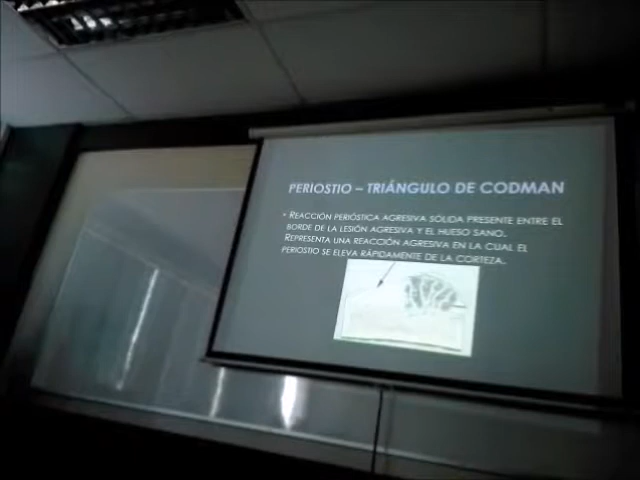 PERIOSTIO – TRIÁNGULO DE CODMAN
• REACCIÓN PERIÓSTICA AGRESIVA SÓLIDA PRESENTE ENTRE EL
BORDE DE LA LESIÓN AGRESIVA Y EL HUESO SANO.
REPRESENTA UNA REACCIÓN AGRESIVA EN LA CUAL EL
PERIOSTIO SE ELEVA RÁPIDAMENTE DE LA CORTEZA.